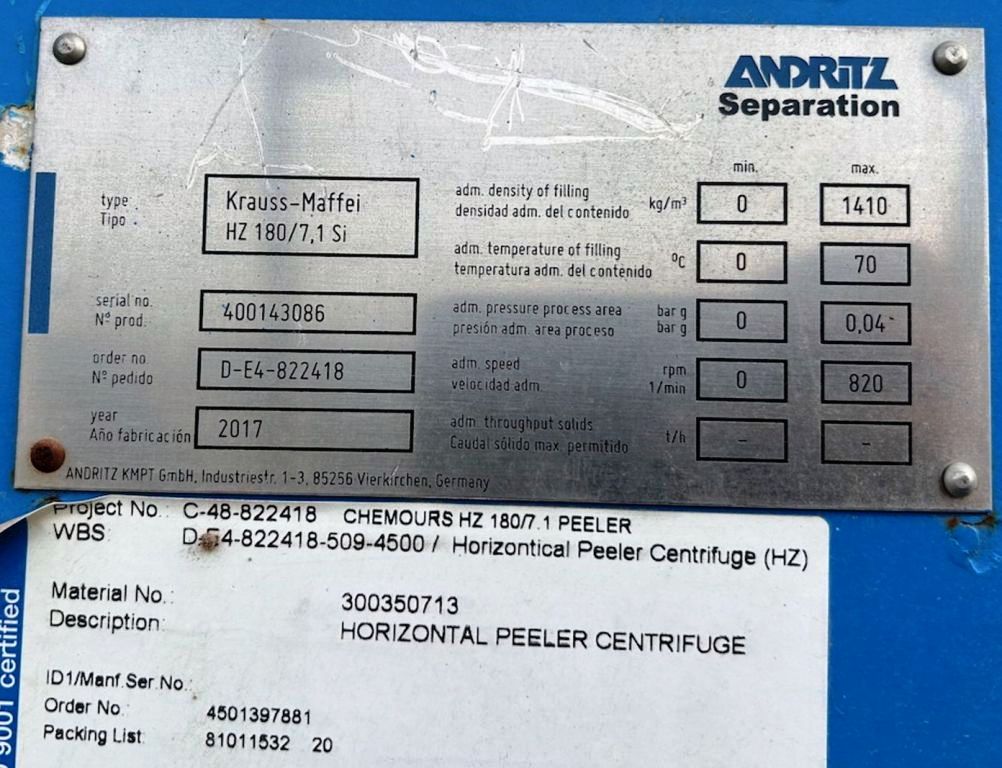 ANDRITZ
Separation
min. max.
type
Tipo
Krauss-Maffei
HZ 180/7,1 Si
adm. density of filling
densidad adm. del contenido
kg/m³ 0 1410
adm. temperature of filling
temperatura adm. del contenido
ºC 0 70
serial no.
Nº prod.
400143086
adm. pressure process area
presión adm. area proceso
bar g
bar g
0 0,04
order no.
Nº pedido
D-E4-822418
adm. speed
velocidad adm.
rpm
1/min
0 820
year
Año fabricación
2017
adm. throughput solids
Caudal sólido max. permitido
t/h - -
ANDRITZ KMPT GmbH, Industriestr. 1-3, 85256 Vierkirchen, Germany
Project No.: C-48-822418 CHEMOURS HZ 180/7.1 PEELER
WBS: D-E4-822418-509-4500 / Horizontical Peeler Centrifuge (HZ)
Material No.: 300350713
Description: HORIZONTAL PEELER CENTRIFUGE
ID1/Manf.Ser.No.:
Order No.: 4501397881
Packing List: 81011532 20
9001 certified